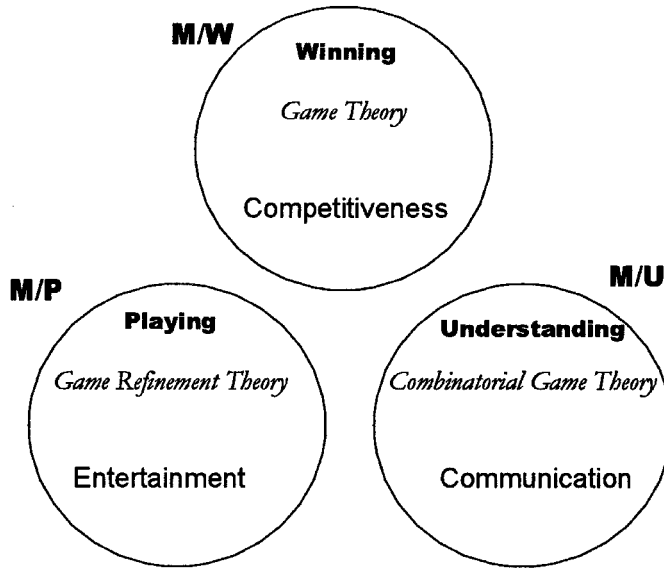 M/W
Winning
Game Theory
Competitiveness
M/P
Playing
Game Refinement Theory
Entertainment
M/U
Understanding
Combinatorial Game Theory
Communication